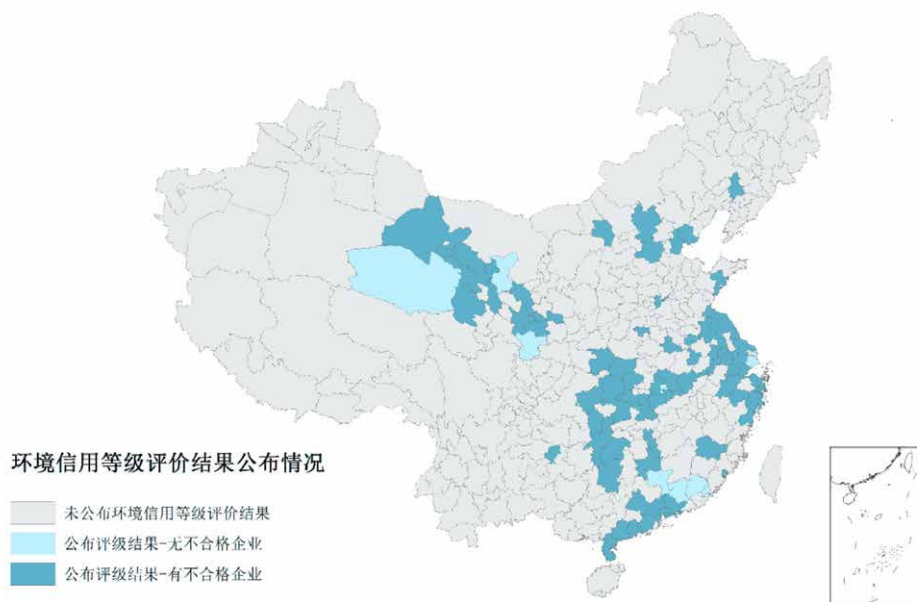 环境信用等级评价结果公布情况
未公布环境信用等级评价结果
公布评级结果-无不合格企业
公布评级结果-有不合格企业